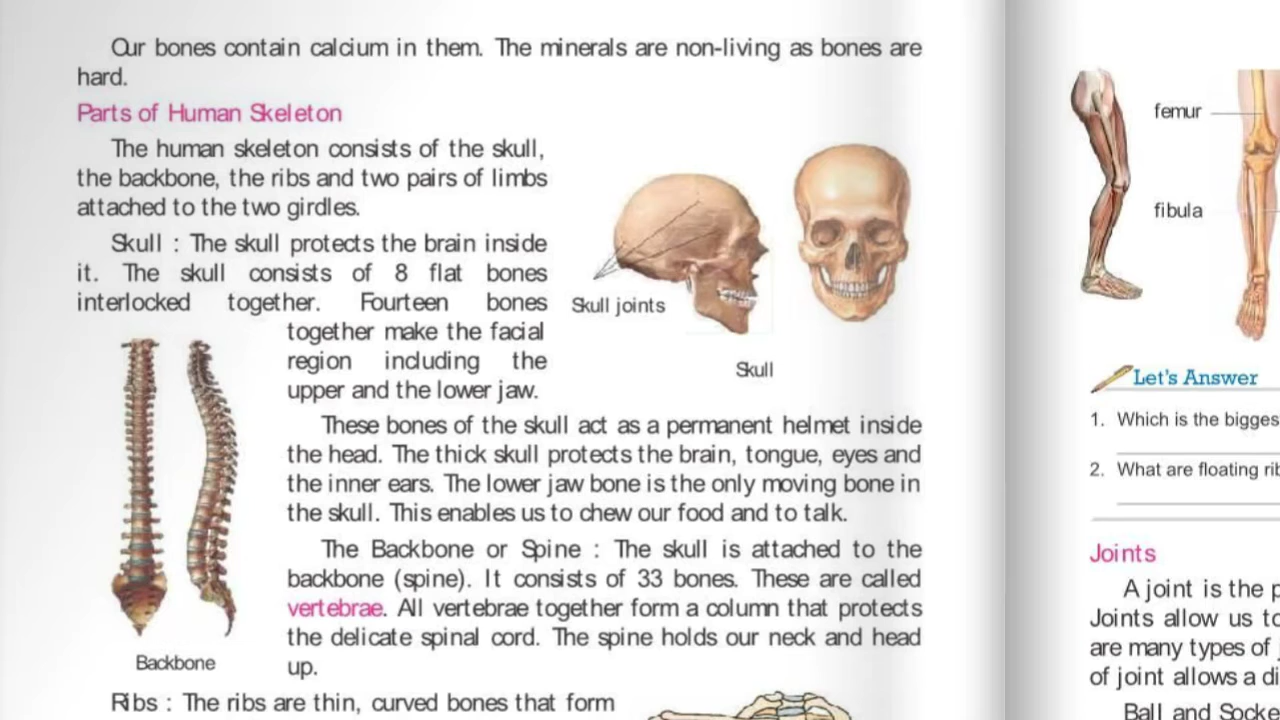 Our bones contain calcium in them. The minerals are non-living as bones are
hard.
Parts of Human Skeleton
The human skeleton consists of the skull,
the backbone, the ribs and two pairs of limbs
attached to the two girdles.
Skull : The skull protects the brain inside
it. The skull consists of 8 flat bones
interlocked together. Fourteen bones
together make the facial
region including the
upper and the lower jaw.
Skull joints
Skull
These bones of the skull act as a permanent helmet inside
the head. The thick skull protects the brain, tongue, eyes and
the inner ears. The lower jaw bone is the only moving bone in
the skull. This enables us to chew our food and to talk.
The Backbone or Spine : The skull is attached to the
backbone (spine). It consists of 33 bones. These are called
vertebrae. All vertebrae together form a column that protects
the delicate spinal cord. The spine holds our neck and head
up.
Backbone
Ribs : The ribs are thin, curved bones that form
femur
fibula
Let's Answer
1. Which is the
2. What are floating
Joints
A joint is the
Joints allow us
are many types of
of joint allows a
Ball and